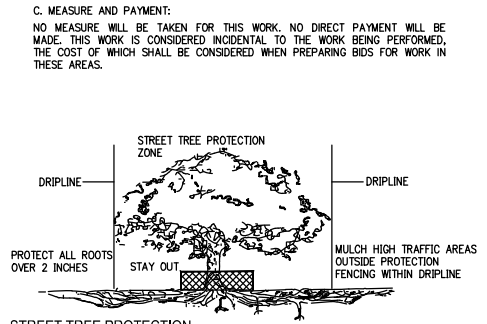 C. MEASURE AND PAYMENT:
NO MEASURE WILL BE TAKEN FOR THIS WORK. NO DIRECT PAYMENT WILL BE
MADE. THIS WORK IS CONSIDERED INCIDENTAL TO THE WORK BEING PERFORMED,
THE COST OF WHICH SHALL BE CONSIDERED WHEN PREPARING BIDS FOR WORK IN
THESE AREAS.
STREET TREE PROTECTION
ZONE
DRIPLINE
DRIPLINE
PROTECT ALL ROOTS
OVER 2 INCHES
STAY OUT
MULCH HIGH TRAFFIC AREAS
OUTSIDE PROTECTION
FENCING WITHIN DRIPLINE
STREET TREE PROTECTION